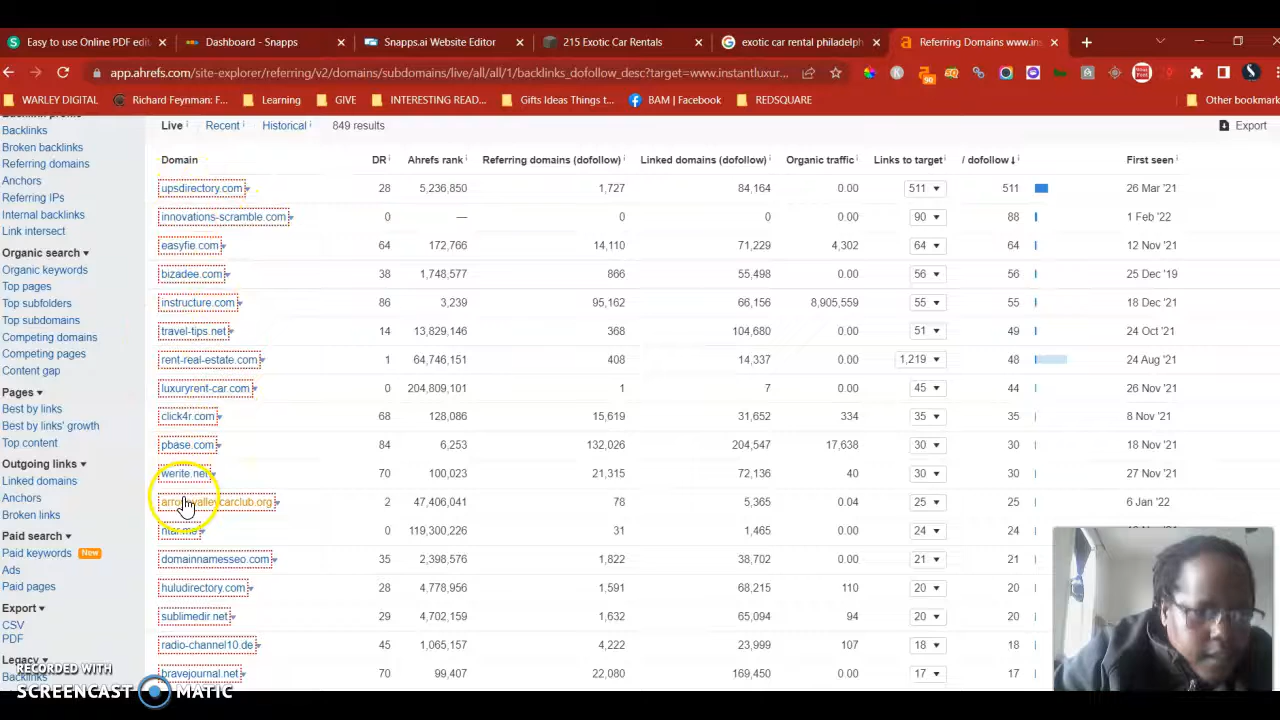 Easy to use Online PDF edit
Dashboard - Snapps
Snapps.ai Website Editor
215 Exotic Car Rentals
exotic car rental philadelph
Referring Domains www.ins
app.ahrefs.com/site-explorer/referring/v2/domains/subdomains/live/all/all/1/backlinks_dofollow_desc?target=www.instantluxur...
WARLEY DIGITAL
Richard Feynman: F...
Learning
GIVE
INTERESTING READ...
Gifts Ideas Things t...
BAM | Facebook
REDSQUARE
Other bookmark
Backlinks
Broken backlinks
Referring domains
Anchors
Referring IPs
Internal backlinks
Link intersect
Organic search
Organic keywords
Top pages
Top subfolders
Top subdomains
Competing domains
Competing pages
Content gap
Pages
Best by links
Best by links' growth
Top content
Outgoing links
Linked domains
Anchors
Broken links
Paid search
Paid keywords New
Ads
Paid pages
Export
CSV
PDF
Legacy
Backlinks
Live Recent Historical 849 results Export
Domain DR Ahrefs rank Referring domains (dofollow) Linked domains (dofollow) Organic traffic Links to target / dofollow↓ First seen
upsdirectory.com 28 5,236,850 1,727 84,164 0.00 511 511 26 Mar '21
innovations-scramble.com 0 — 0 0 0.00 90 88 1 Feb '22
easyfie.com 64 172,766 14,110 71,229 4,302 64 64 12 Nov '21
bizadee.com 38 1,748,577 866 55,498 0.00 56 56 25 Dec '19
instructure.com 86 3,239 95,162 66,156 8,905,559 55 55 18 Dec '21
travel-tips.net 14 13,829,146 368 104,680 0.00 51 49 24 Oct '21
rent-real-estate.com 1 64,746,151 408 14,337 0.00 1,219 48 24 Aug '21
luxuryrent-car.com 0 204,809,101 1 7 0.00 45 44 26 Nov '21
click4r.com 68 128,086 15,619 31,652 334 35 35 8 Nov '21
pbase.com 84 6,253 132,026 204,547 17,638 30 30 18 Nov '21
werite.net 70 100,023 21,315 72,136 40 30 30 27 Nov '21
2 47,406,041 78 5,365 0.04 25 25 6 Jan '22
0 119,300,226 31 1,465 0.00 24 24
domainnamesseo.com 35 2,398,576 1,822 38,702 0.00 21 21
huludirectory.com 28 4,778,956 1,591 68,215 110 20 20
sublimedir.net 29 4,702,159 1,632 65,094 94 20 20
radio-channel10.de 45 1,065,157 4,222 23,999 107 18 18
bravejournal.net 70 99,407 22,080 169,450 0.00 17 17
RECORDED WITH
SCREENCAST MATIC